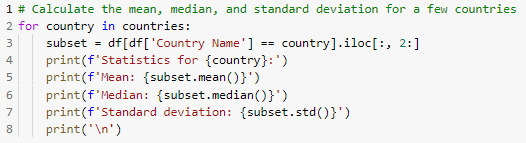 1 # Calculate the mean, median, and standard deviation for a few countries
2 for country in countries:
3     subset = df[df['Country Name'] == country].iloc[:, 2:]
4     print(f'Statistics for {country}:')
5     print(f'Mean: {subset.mean()}')
6     print(f'Median: {subset.median()}')
7     print(f'Standard deviation: {subset.std()}')
8     print('\n')